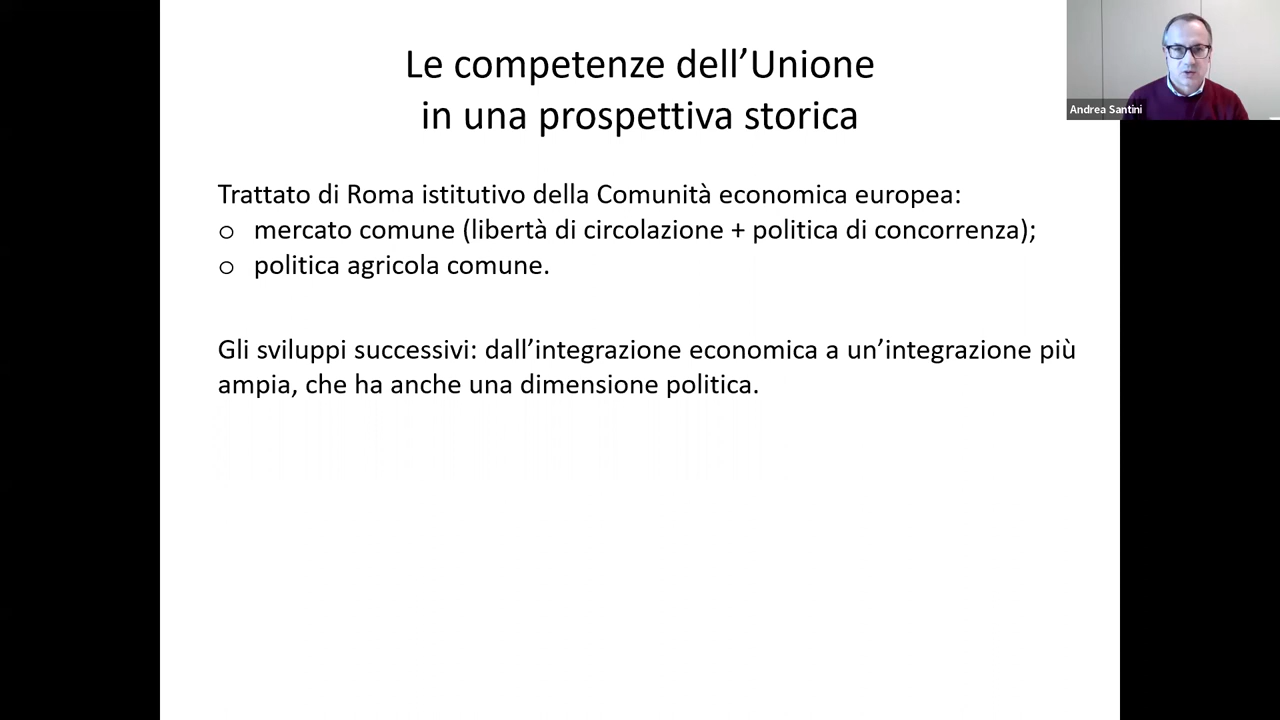 Le competenze dell’Unione
in una prospettiva storica
Andrea Santini
Trattato di Roma istitutivo della Comunità economica europea:
o mercato comune (libertà di circolazione + politica di concorrenza);
o politica agricola comune.
Gli sviluppi successivi: dall’integrazione economica a un’integrazione più
ampia, che ha anche una dimensione politica.